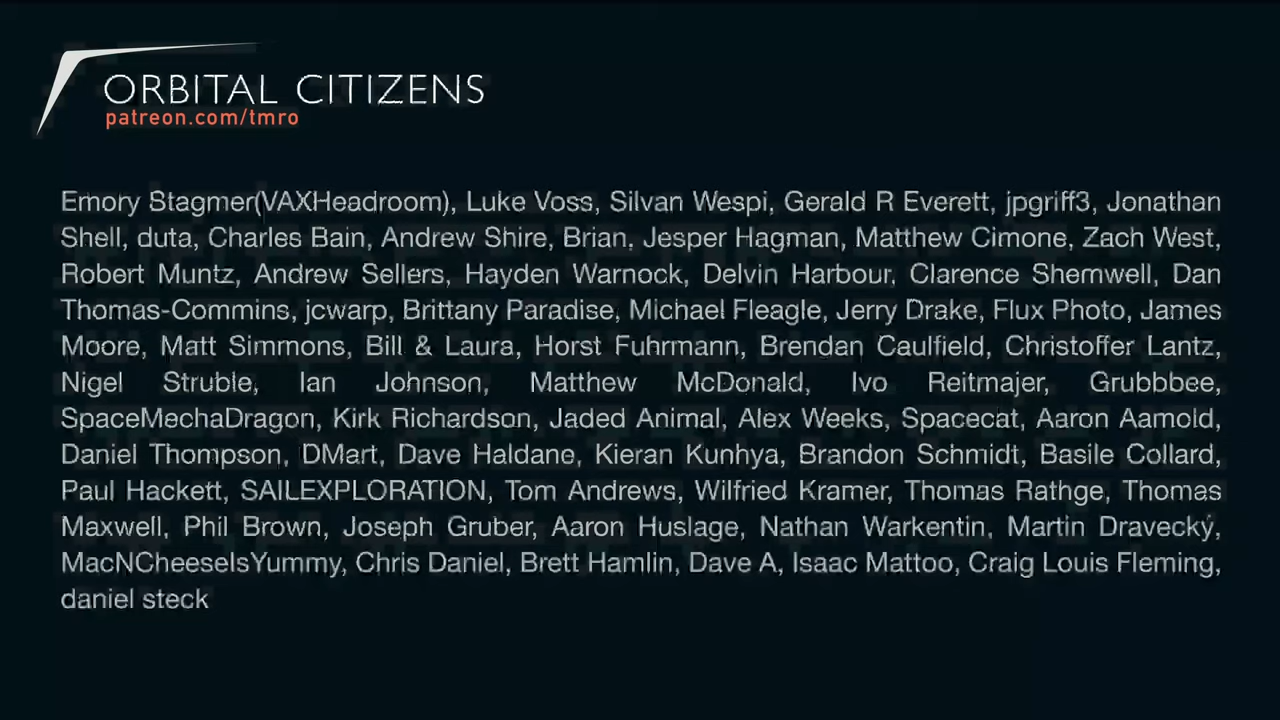 ORBITAL CITIZENS
patreon.com/tmro
Emory Stagmer(VAXHeadroom), Luke Voss, Silvan Wespi, Gerald R Everett, jpgriff3, Jonathan
Shell, duta, Charles Bain, Andrew Shire, Brian, Jesper Hagman, Matthew Cimone, Zach West,
Robert Muntz, Andrew Sellers, Hayden Warnock, Delvin Harbour, Clarence Shemwell, Dan
Thomas-Commins, jcwarp, Brittany Paradise, Michael Fleagle, Jerry Drake, Flux Photo, James
Moore, Matt Simmons, Bill & Laura, Horst Fuhrmann, Brendan Caulfield, Christoffer Lantz,
Nigel Struble, Ian Johnson, Matthew McDonald, Ivo Reitmajer, Grubbbee,
SpaceMechaDragon, Kirk Richardson, Jaded Animal, Alex Weeks, Spacecat, Aaron Aamold,
Daniel Thompson, DMart, Dave Haldane, Kieran Kunhya, Brandon Schmidt, Basile Collard,
Paul Hackett, SAILEXPLORATION, Tom Andrews, Wilfried Kramer, Thomas Rathge, Thomas
Maxwell, Phil Brown, Joseph Gruber, Aaron Huslage, Nathan Warkentin, Martin Dravecký,
MacNCheeseIsYummy, Chris Daniel, Brett Hamlin, Dave A, Isaac Mattoo, Craig Louis Fleming,
daniel steck